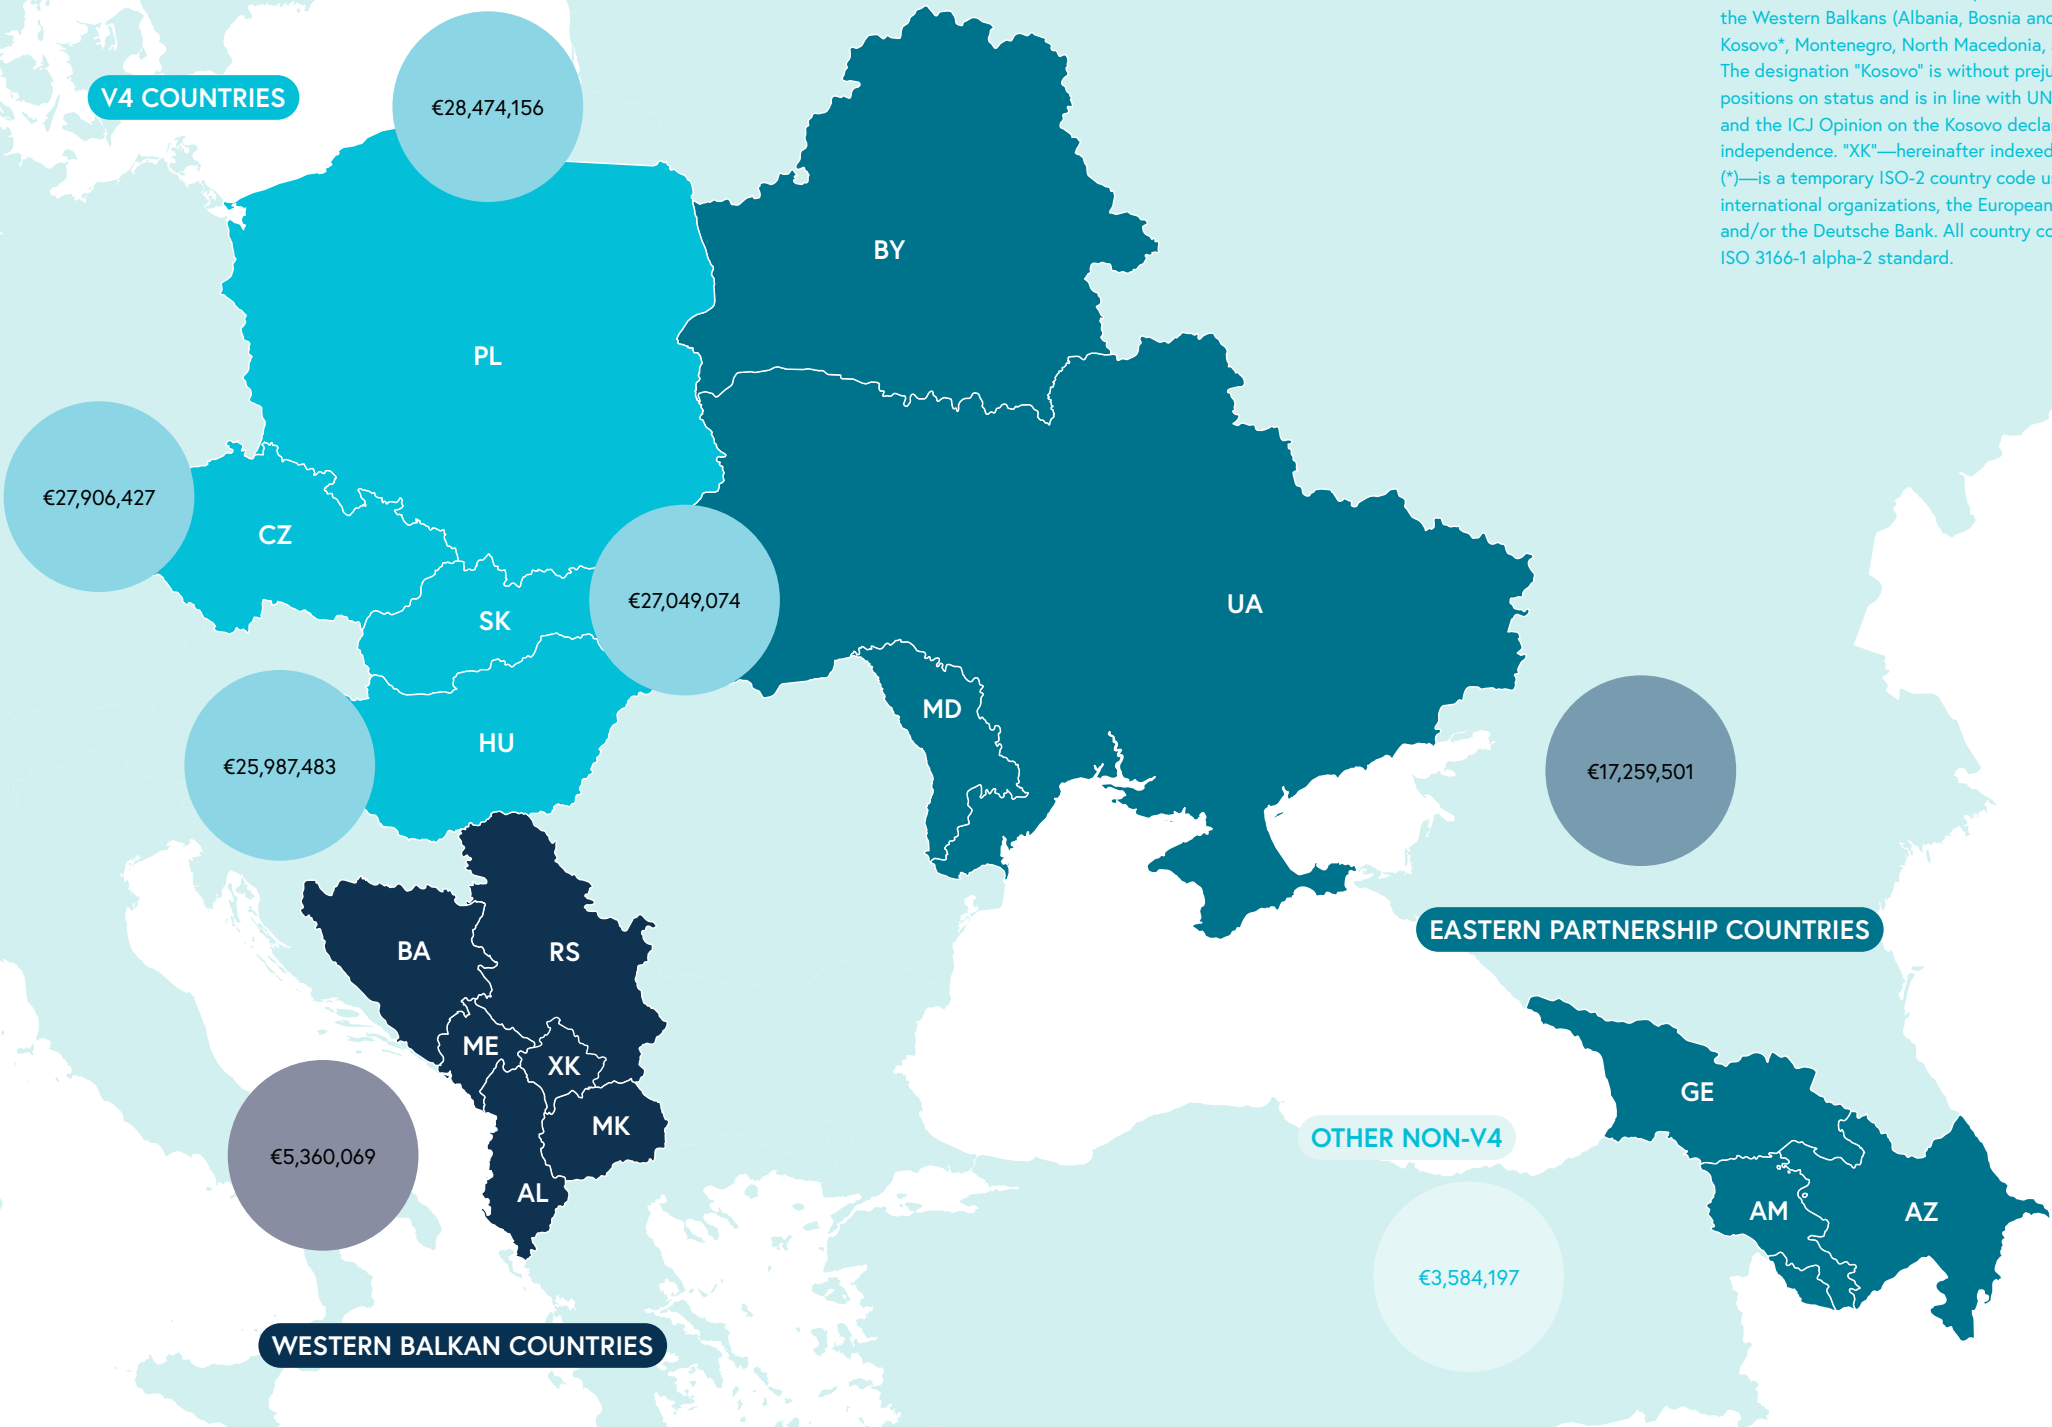 the Western Balkans (Albania, Bosnia and
Kosovo*, Montenegro, North Macedonia,
The designation "Kosovo" is without
positions on status and is in line with UN
and the ICJ Opinion on the Kosovo
independence. "XK"—hereinafter indexed
(*)—is a temporary ISO-2 country code
international organizations, the European
and/or the Deutsche Bank. All country
ISO 3166-1 alpha-2 standard.
V4 COUNTRIES
€28,474,156
BY
PL
€27,906,427
CZ
SK
€27,049,074
UA
HU
€25,987,483
MD
€17,259,501
EASTERN PARTNERSHIP COUNTRIES
BA
RS
ME
XK
MK
AL
€5,360,069
WESTERN BALKAN COUNTRIES
GE
OTHER NON-V4
AM
AZ
€3,584,197